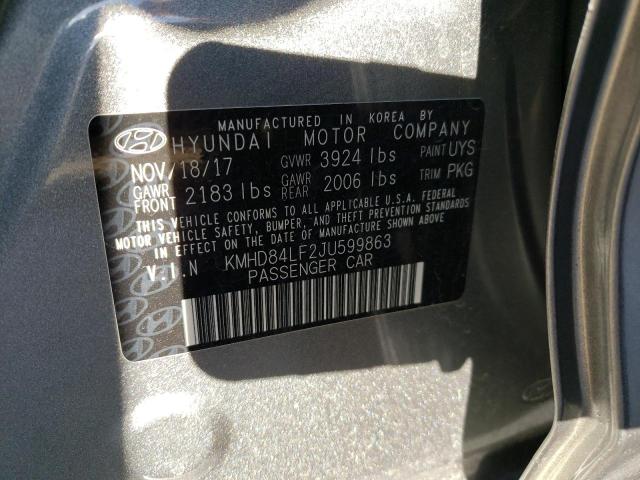 MANUFACTURED IN KOREA BY
HYUNDAI MOTOR COMPANY
NOV/18/17 GVWR 3924 lbs PAINT UYS
GAWR FRONT 2183 lbs GAWR REAR 2006 lbs TRIM PKG
THIS VEHICLE CONFORMS TO ALL APPLICABLE U.S.A. FEDERAL
MOTOR VEHICLE SAFETY, BUMPER, AND THEFT PREVENTION STANDARDS
IN EFFECT ON THE DATE OF MANUFACTURE SHOWN ABOVE
V.I.N KMHD84LF2JU599863
PASSENGER CAR